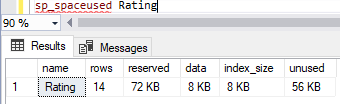 sp_spaceused Rating
90 %
Results Messages
name rows reserved data index_size unused
1 Rating 14 72 KB 8 KB 8 KB 56 KB